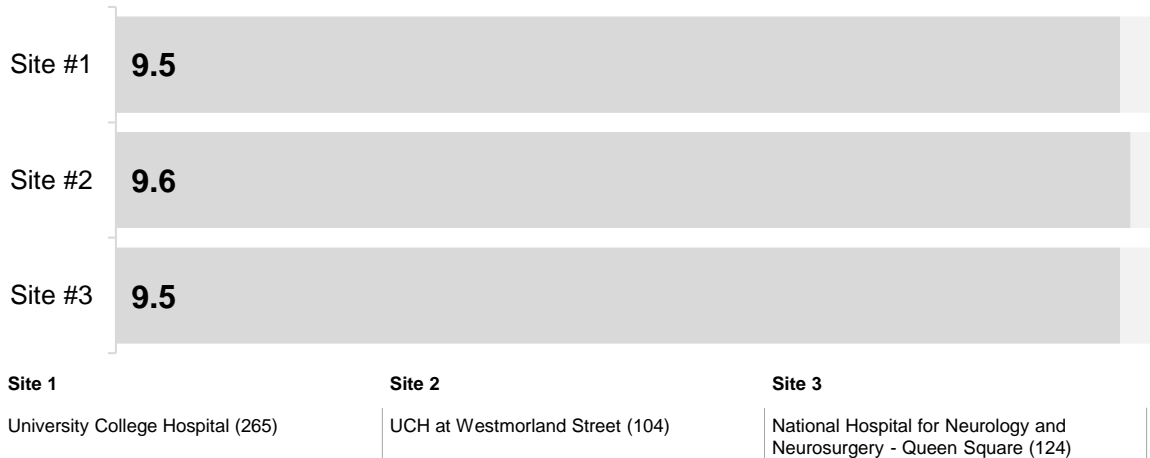 Site #1 9.5
Site #2 9.6
Site #3 9.5
Site 1 Site 2 Site 3
University College Hospital (265)
UCH at Westmorland Street (104)
National Hospital for Neurology and
Neurosurgery - Queen Square (124)